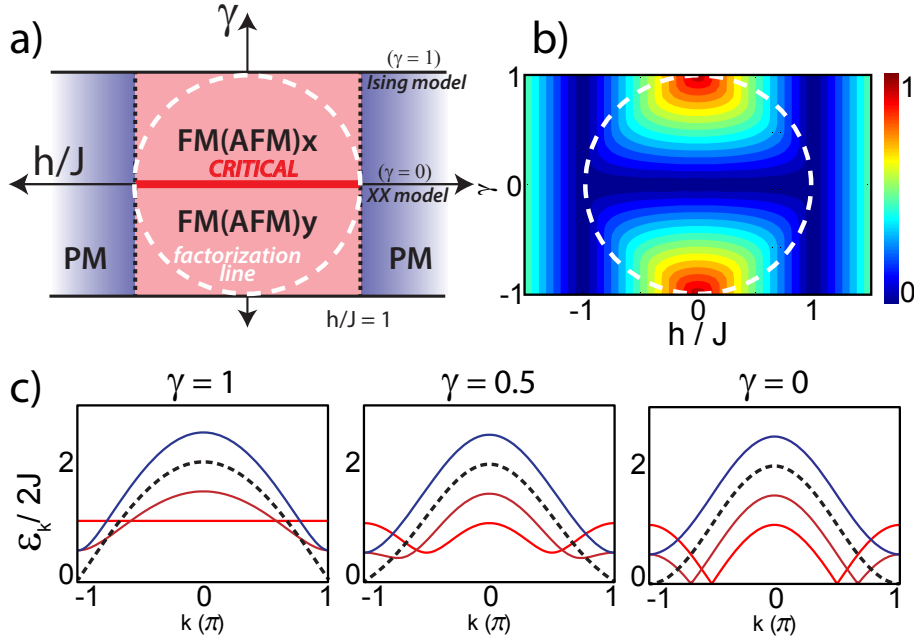 a)
γ
(γ = 1)
Ising model
FM(AFM)x
h/J
CRITICAL
(γ = 0)
XX model
FM(AFM)y
PM
factorization
line
PM
h/J = 1
b)
1
γ
0
-1
-1
0
1
h / J
1
0
c)
γ = 1
γ = 0.5
γ = 0
ε_k / 2J
2
0
-1
0
1
k (π)
2
0
-1
0
1
k (π)
2
0
-1
0
1
k (π)